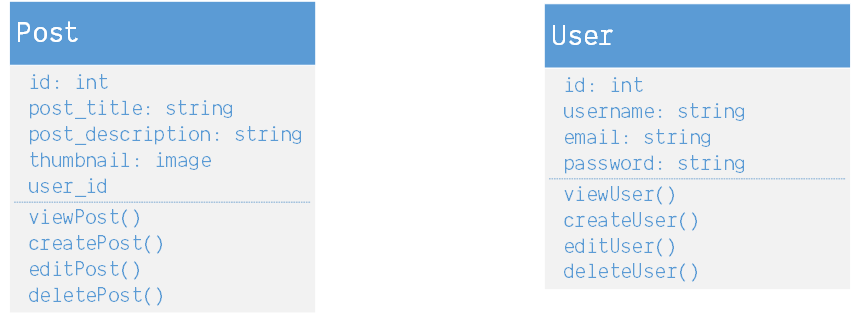 Post
id: int
post_title: string
post_description: string
thumbnail: image
user_id
viewPost()
createPost()
editPost()
deletePost()
User
id: int
username: string
email: string
password: string
viewUser()
createUser()
editUser()
deleteUser()